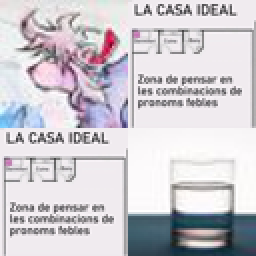 LA CASA IDEAL
Zona de pensar en
les combinacions de
pronoms febles
LA CASA IDEAL
Zona de pensar en
les combinacions de
pronoms febles